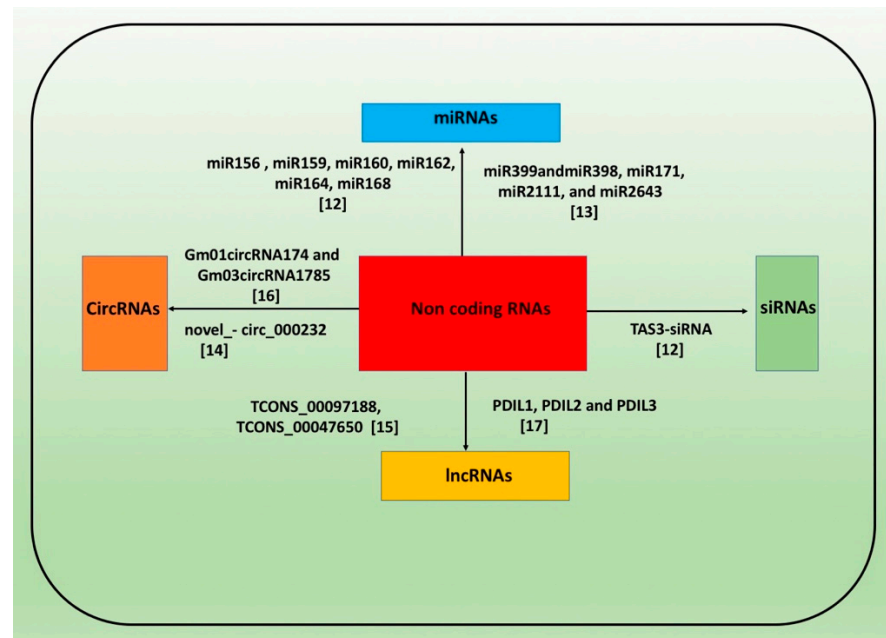 miRNAs
miR156 , miR159, miR160, miR162,
miR164, miR168
[12]
miR399andmiR398, miR171,
miR2111, and miR2643
[13]
Gm01circRNA174 and
Gm03circRNA1785
[16]
CircRNAs
novel_- circ_000232
[14]
Non coding RNAs
TAS3-siRNA
[12]
siRNAs
TCONS_00097188,
TCONS_00047650 [15]
PDIL1, PDIL2 and PDIL3
[17]
lncRNAs